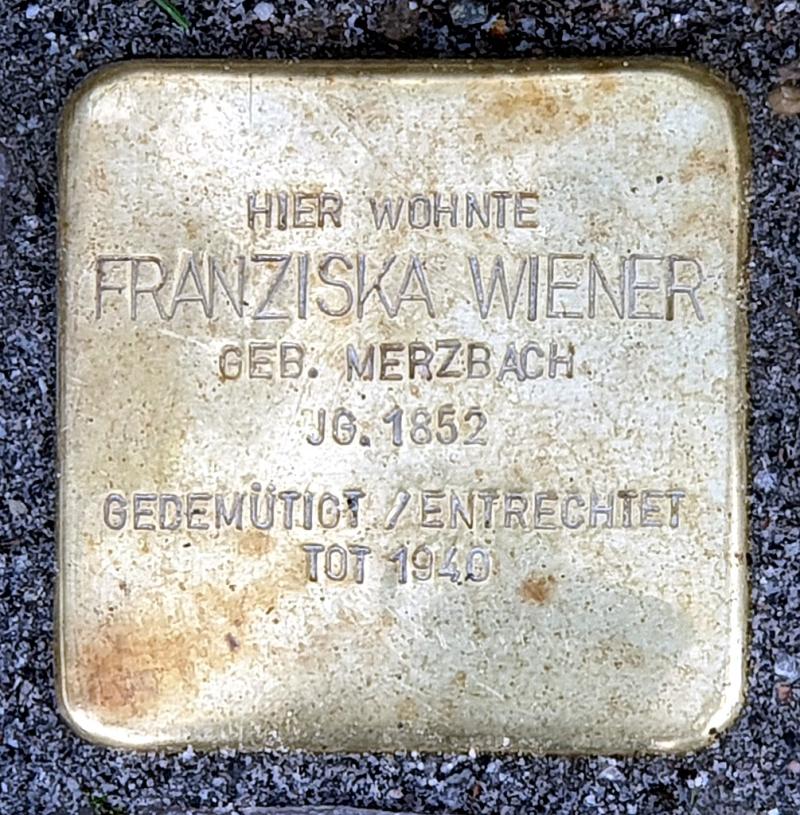 HIER WOHNTE
FRANZISKA WIENER
GEB. MERZBACH
JG. 1852
GEDEMÜTIGT / ENTRECHTET
TOT 1940